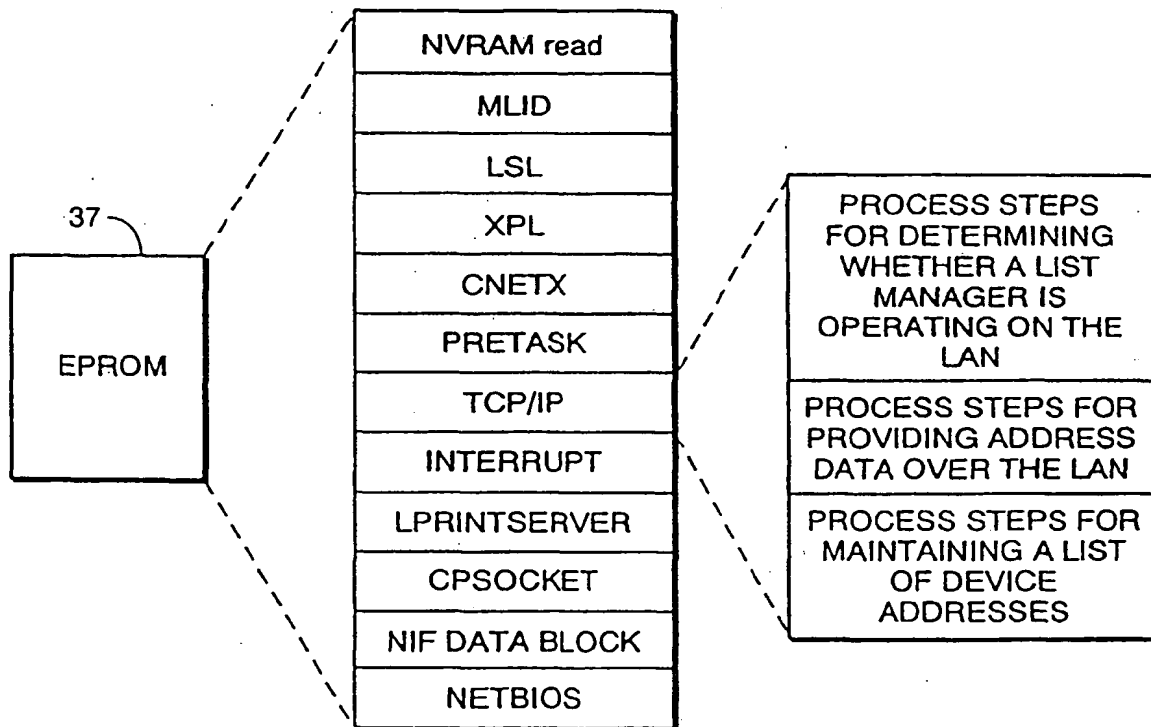 37
EPROM
NVRAM read
MLID
LSL
XPL
CNETX
PRETASK
TCP/IP
INTERRUPT
LPRINTSERVER
CPSOCKET
NIF DATA BLOCK
NETBIOS
PROCESS STEPS
FOR DETERMINING
WHETHER A LIST
MANAGER IS
OPERATING ON THE
LAN
PROCESS STEPS FOR
PROVIDING ADDRESS
DATA OVER THE LAN
PROCESS STEPS FOR
MAINTAINING A LIST
OF DEVICE
ADDRESSES